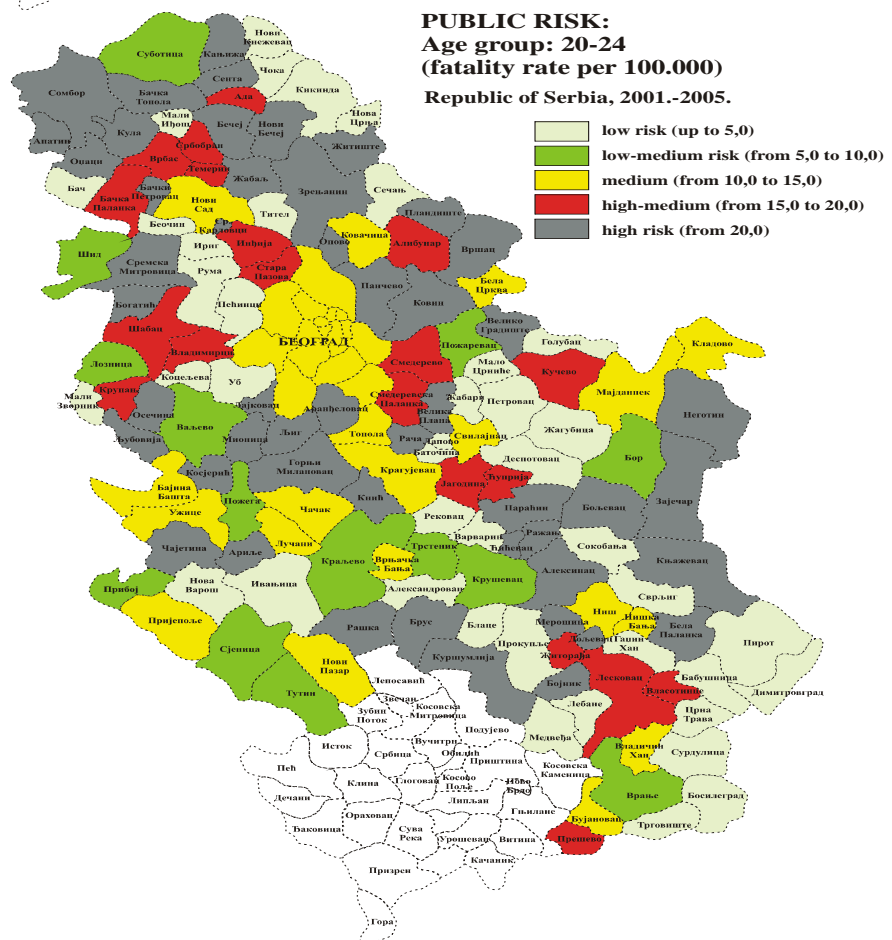 PUBLIC RISK:
Age group: 20-24
(fatality rate per 100.000)
Republic of Serbia, 2001.-2005.
low risk (up to 5,0)
low-medium risk (from 5,0 to 10,0)
medium (from 10,0 to 15,0)
high-medium (from 15,0 to 20,0)
high risk (from 20,0)
Суботица
Кањижа
Нови
Кнежевац
Сента
Чока
Кикинда
Сомбор
Бачка
Топола
Ада
Мали
Иђош
Нова
Црња
Апатин
Кула
Бечеј
Нови
Бечеј
Житиште
Оџаци
Врбас
Србобран
Темерин
Жабаљ
Зрењанин
Сечањ
Бач
Бачка
Паланка
Бачки
Петровац
Нови
Сад
Тител
Беочин
Ср.
Карловци
Пландиште
Шид
Ириг
Инђија
Опово
Ковачица
Алибунар
Вршац
Сремска
Митровица
Рума
Стара
Пазова
Панчево
Бела
Црква
Богатић
Пећинци
Ковин
Шабац
БЕОГРАД
Пожаревац
Велико
Градиште
Голубац
Кладово
Лозница
Владимирци
Смедерево
Мало
Црниће
Кучево
Мајданпек
Мали
Зворник
Крупањ
Коцељева
Уб
Смедеревска
Паланка
Жабари
Петровац
Неготин
Осечина
Ваљево
Лајковац
Аранђеловац
Велика
Плана
Жагубица
Љубовија
Мионица
Љиг
Топола
Рача
Лапово
Баточина
Свилајнац
Бор
Косјерић
Горњи
Милановац
Крагујевац
Деспотовац
Бајина
Башта
Пожега
Кнић
Јагодина
Ћуприја
Ужице
Чачак
Параћин
Бољевац
Зајечар
Лучани
Рековац
Чајетина
Ариље
Варварин
Ражањ
Ћићевац
Сокобања
Краљево
Врњачка
Бања
Трстеник
Књажевац
Прибој
Нова
Варош
Ивањица
Александровац
Крушевац
Алексинац
Сврљиг
Пријепоље
Рашка
Брус
Блаце
Мерошина
Ниш
Нишка
Бања
Бела
Паланка
Пирот
Прокупље
Дољевац
Гаџин
Хан
Сјеница
Нови
Пазар
Куршумлија
Житорађа
Бабушница
Тутин
Лепосавић
Бојник
Лесковац
Власотинце
Димитровград
Звечан
Зубин
Поток
Косовска
Митровица
Лебане
Црна
Трава
Подујево
Медвеђа
Исток
Вучитрн
Обилић
Србица
Приштина
Владичин
Хан
Сурдулица
Пећ
Косовска
Каменица
Клина
Глоговац
Косово
Поље
Ново
Брдо
Дечани
Липљан
Врање
Босилеград
Гњилане
Ораховац
Бујановац
Ђаковица
Сува
Река
Урошевац
Витина
Трговиште
Прешево
Качаник
Призрен
Гора